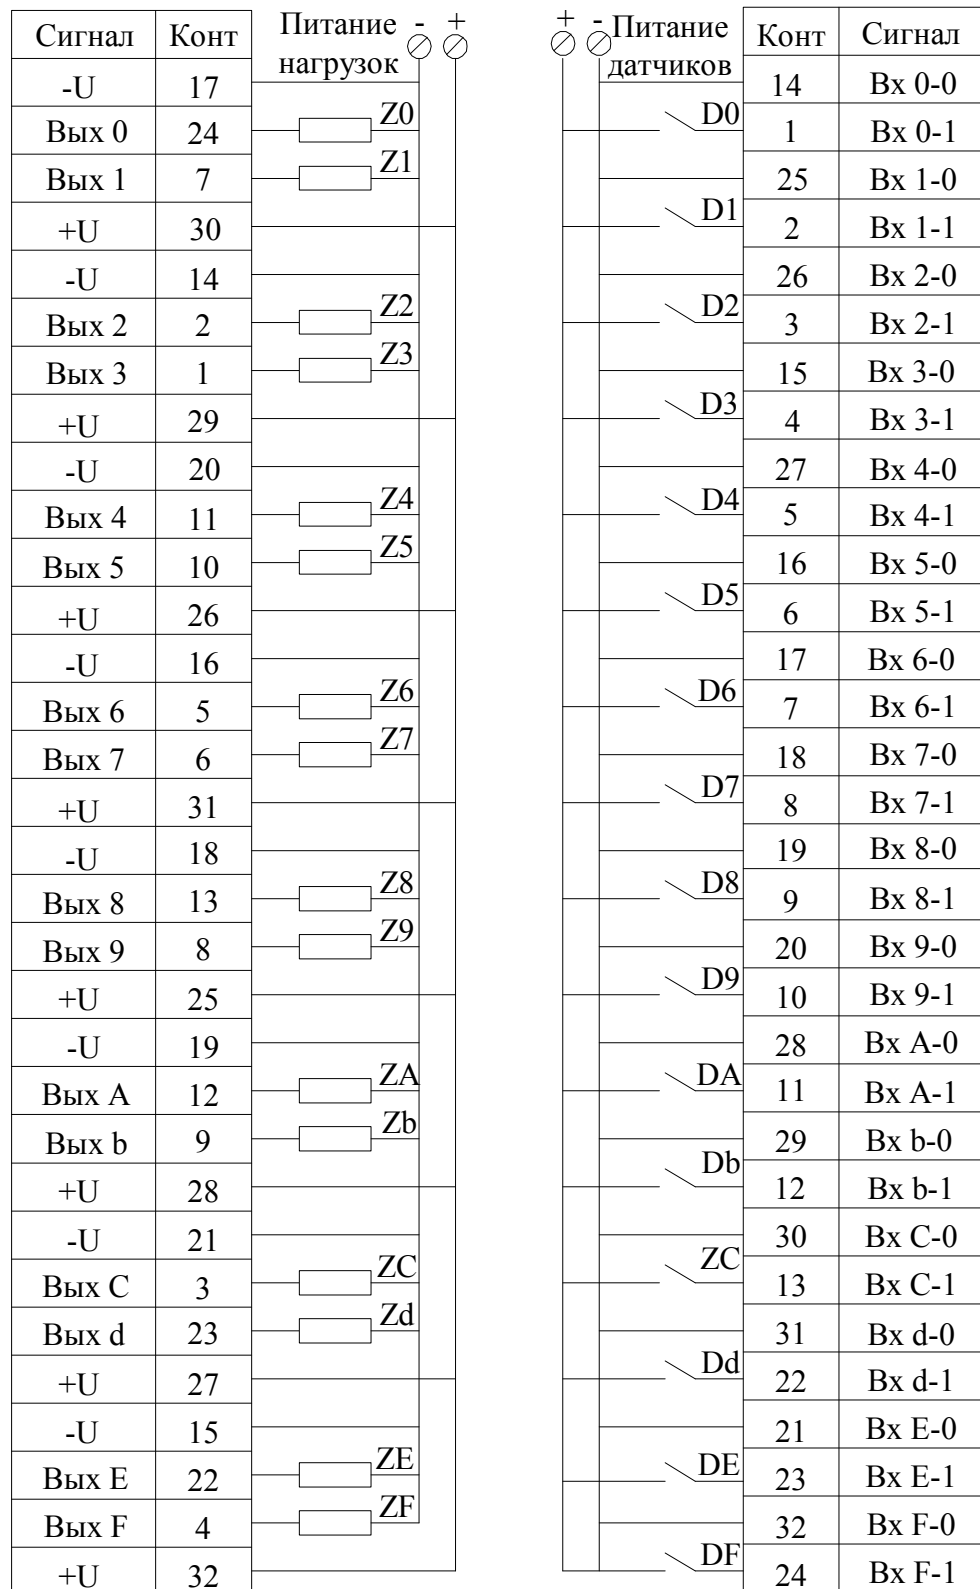 Сигнал Конт Питание нагрузок - +
-U 17
Вых 0 24 Z0
Вых 1 7 Z1
+U 30
-U 14
Вых 2 2 Z2
Вых 3 1 Z3
+U 29
-U 20
Вых 4 11 Z4
Вых 5 10 Z5
+U 26
-U 16
Вых 6 5 Z6
Вых 7 6 Z7
+U 31
-U 18
Вых 8 13 Z8
Вых 9 8 Z9
+U 25
-U 19
Вых A 12 ZA
Вых b 9 Zb
+U 28
-U 21
Вых C 3 ZC
Вых d 23 Zd
+U 27
-U 15
Вых E 22 ZE
Вых F 4 ZF
+U 32
+ - Питание датчиков Конт Сигнал
14 Вх 0-0
D0 1 Вх 0-1
25 Вх 1-0
D1 2 Вх 1-1
26 Вх 2-0
D2 3 Вх 2-1
15 Вх 3-0
D3 4 Вх 3-1
27 Вх 4-0
D4 5 Вх 4-1
16 Вх 5-0
D5 6 Вх 5-1
17 Вх 6-0
D6 7 Вх 6-1
18 Вх 7-0
D7 8 Вх 7-1
19 Вх 8-0
D8 9 Вх 8-1
20 Вх 9-0
D9 10 Вх 9-1
28 Вх A-0
DA 11 Вх A-1
29 Вх b-0
Db 12 Вх b-1
30 Вх C-0
ZC 13 Вх C-1
31 Вх d-0
Dd 22 Вх d-1
21 Вх E-0
DE 23 Вх E-1
32 Вх F-0
DF 24 Вх F-1